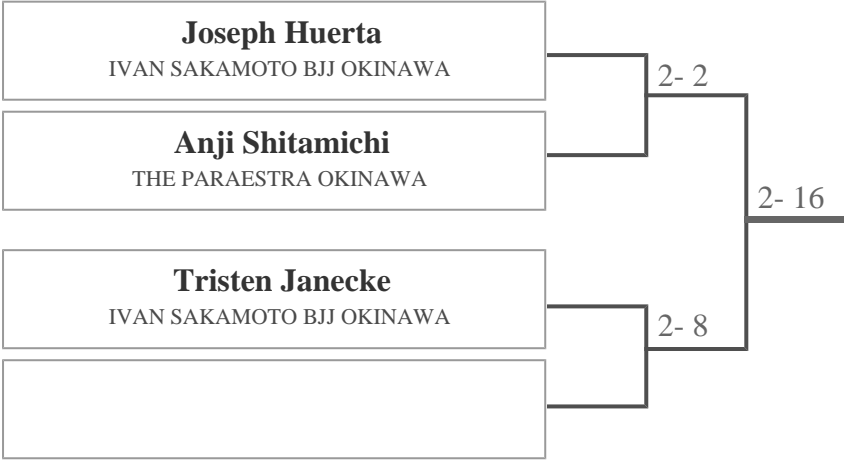 Joseph Huerta
IVAN SAKAMOTO BJJ OKINAWA
2- 2
Anji Shitamichi
THE PARAESTRA OKINAWA
2- 16
Tristen Janecke
IVAN SAKAMOTO BJJ OKINAWA
2- 8